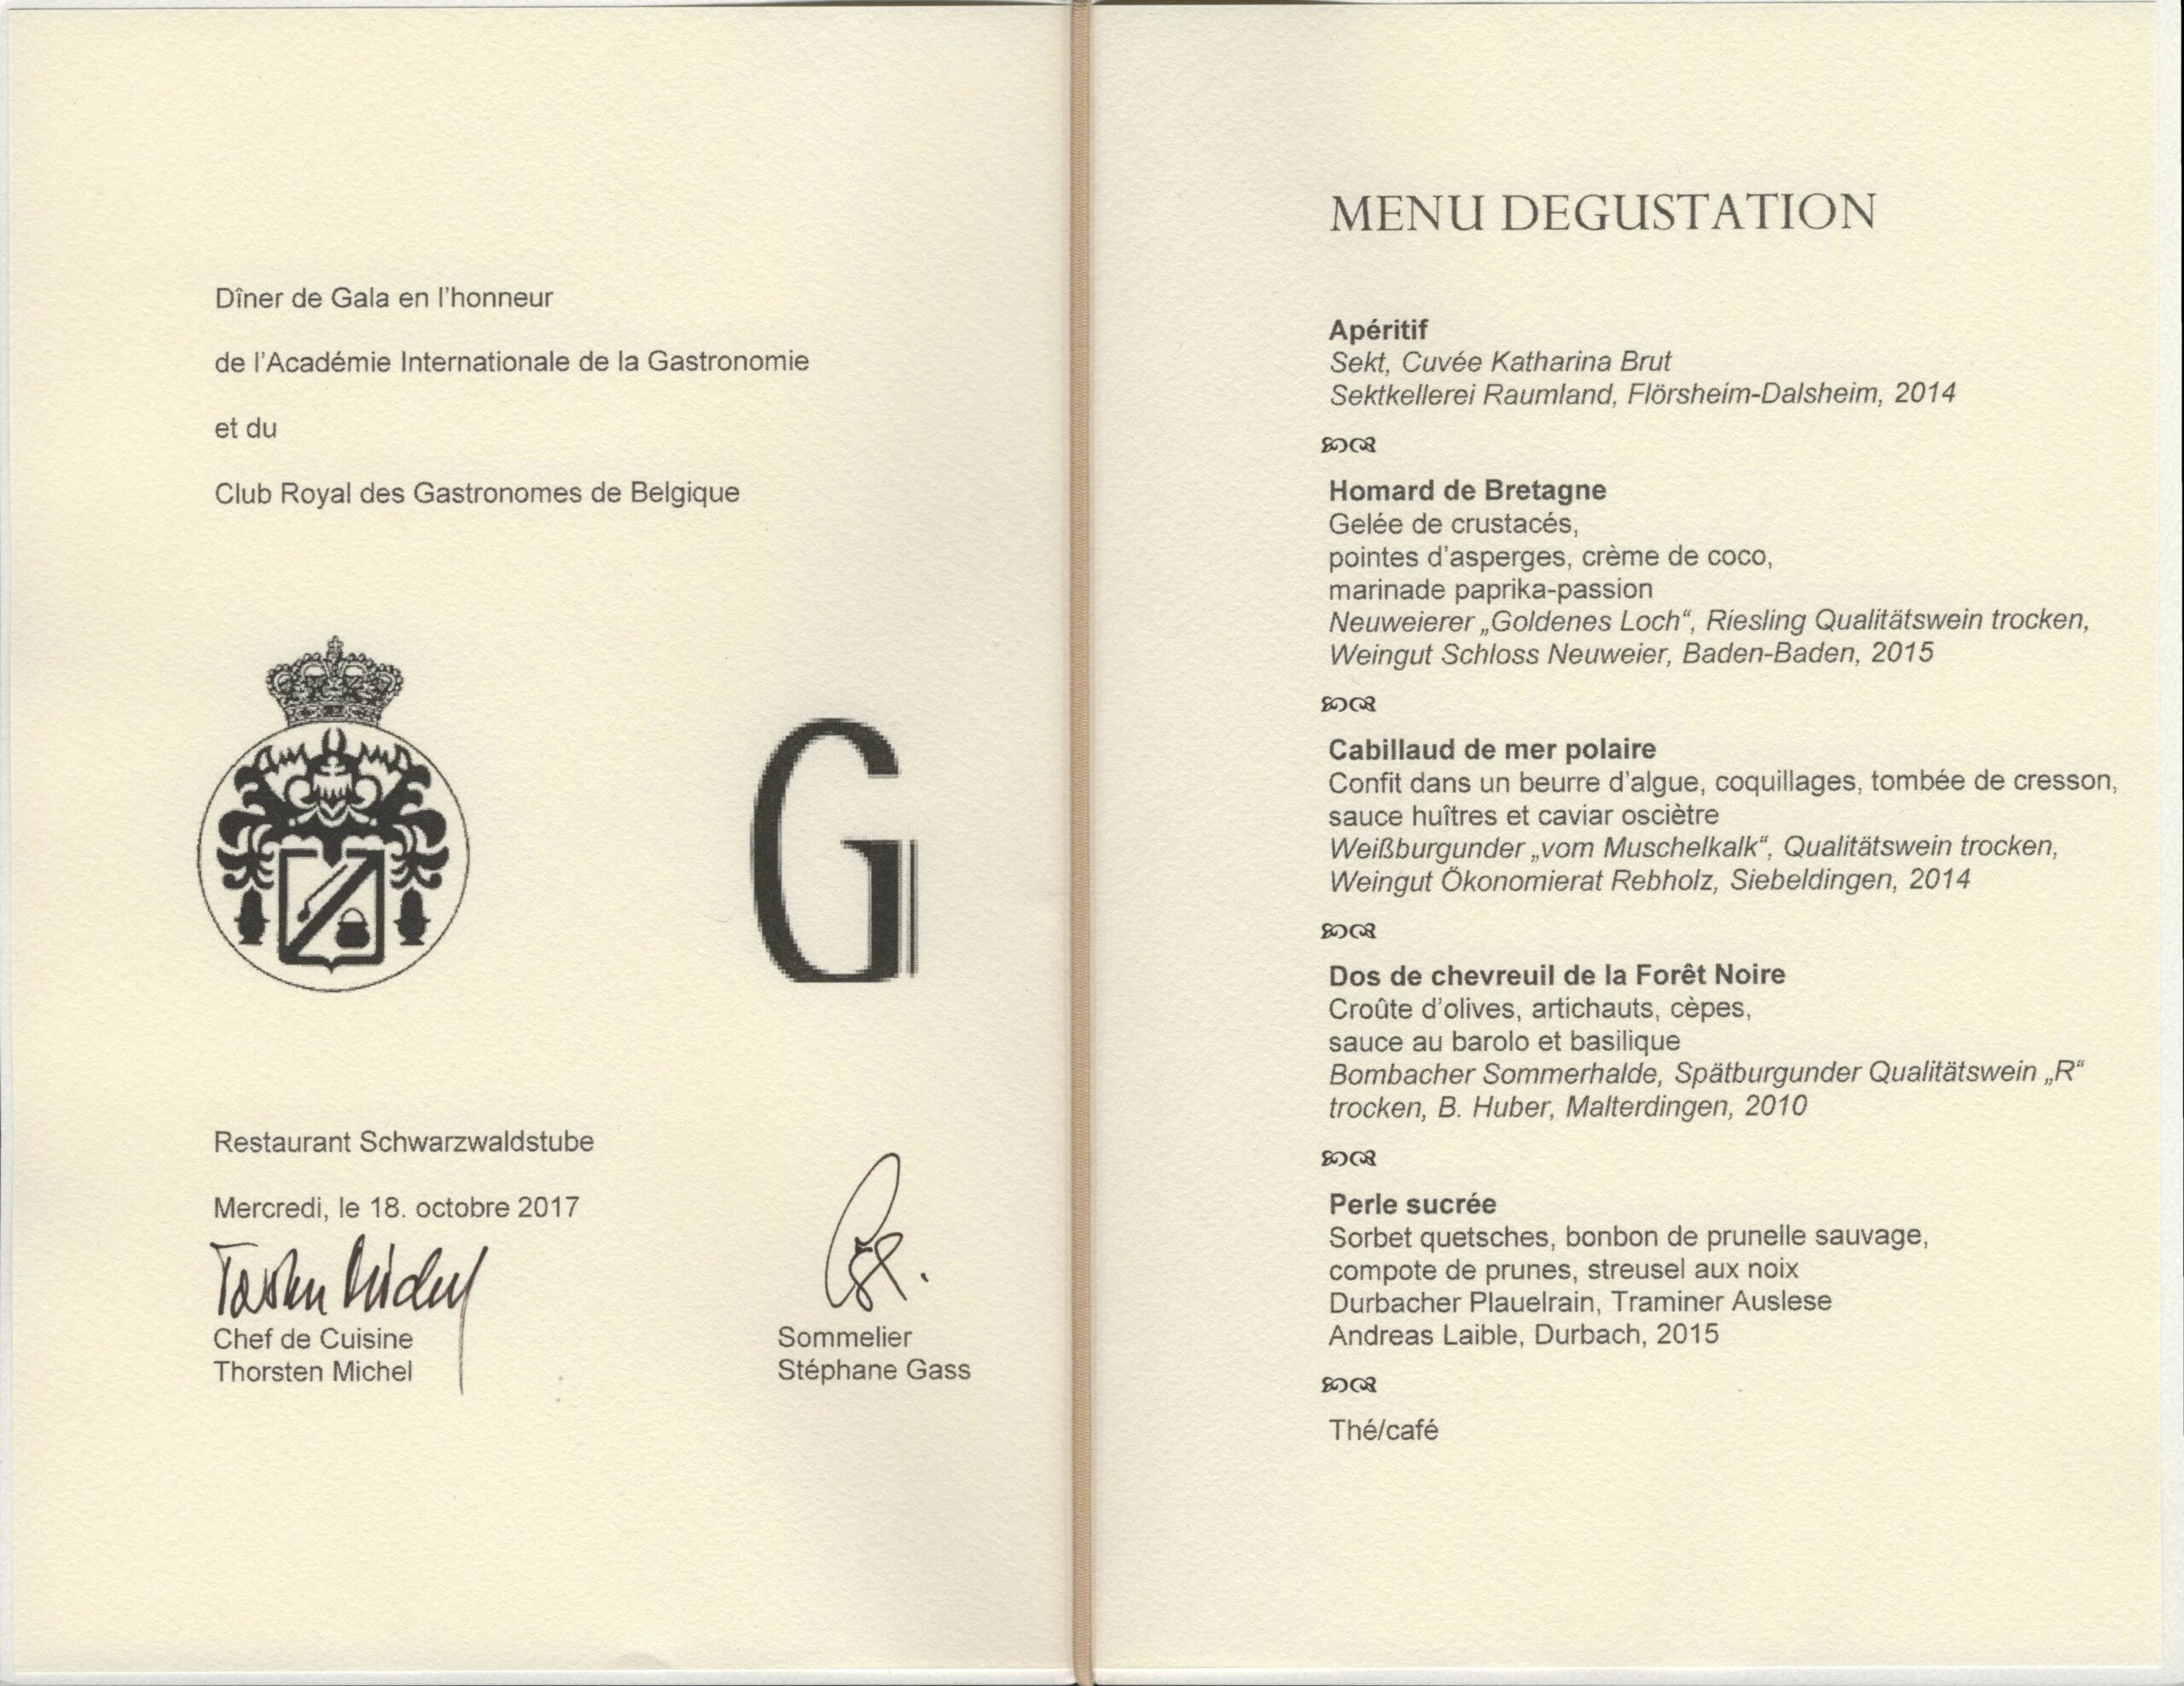 Dîner de Gala en l'honneur
de l'Académie Internationale de la Gastronomie
et du
Club Royal des Gastronomes de Belgique
G
Restaurant Schwarzwaldstube
Mercredi, le 18. octobre 2017
Chef de Cuisine
Thorsten Michel
Sommelier
Stéphane Gass
MENU DEGUSTATION
Apéritif
Sekt, Cuvée Katharina Brut
Sektkellerei Raumland, Flörsheim-Dalsheim, 2014
Homard de Bretagne
Gelée de crustacés,
pointes d'asperges, crème de coco,
marinade paprika-passion
Neuweierer „Goldenes Loch“, Riesling Qualitätswein trocken,
Weingut Schloss Neuweier, Baden-Baden, 2015
Cabillaud de mer polaire
Confit dans un beurre d'algue, coquillages, tombée de cresson,
sauce huîtres et caviar osciètre
Weißburgunder „vom Muschelkalk“, Qualitätswein trocken,
Weingut Ökonomierat Rebholz, Siebeldingen, 2014
Dos de chevreuil de la Forêt Noire
Croûte d'olives, artichauts, cèpes,
sauce au barolo et basilique
Bombacher Sommerhalde, Spätburgunder Qualitätswein „R“
trocken, B. Huber, Malterdingen, 2010
Perle sucrée
Sorbet quetsches, bonbon de prunelle sauvage,
compote de prunes, streusel aux noix
Durbacher Plauelrain, Traminer Auslese
Andreas Laible, Durbach, 2015
Thé/café